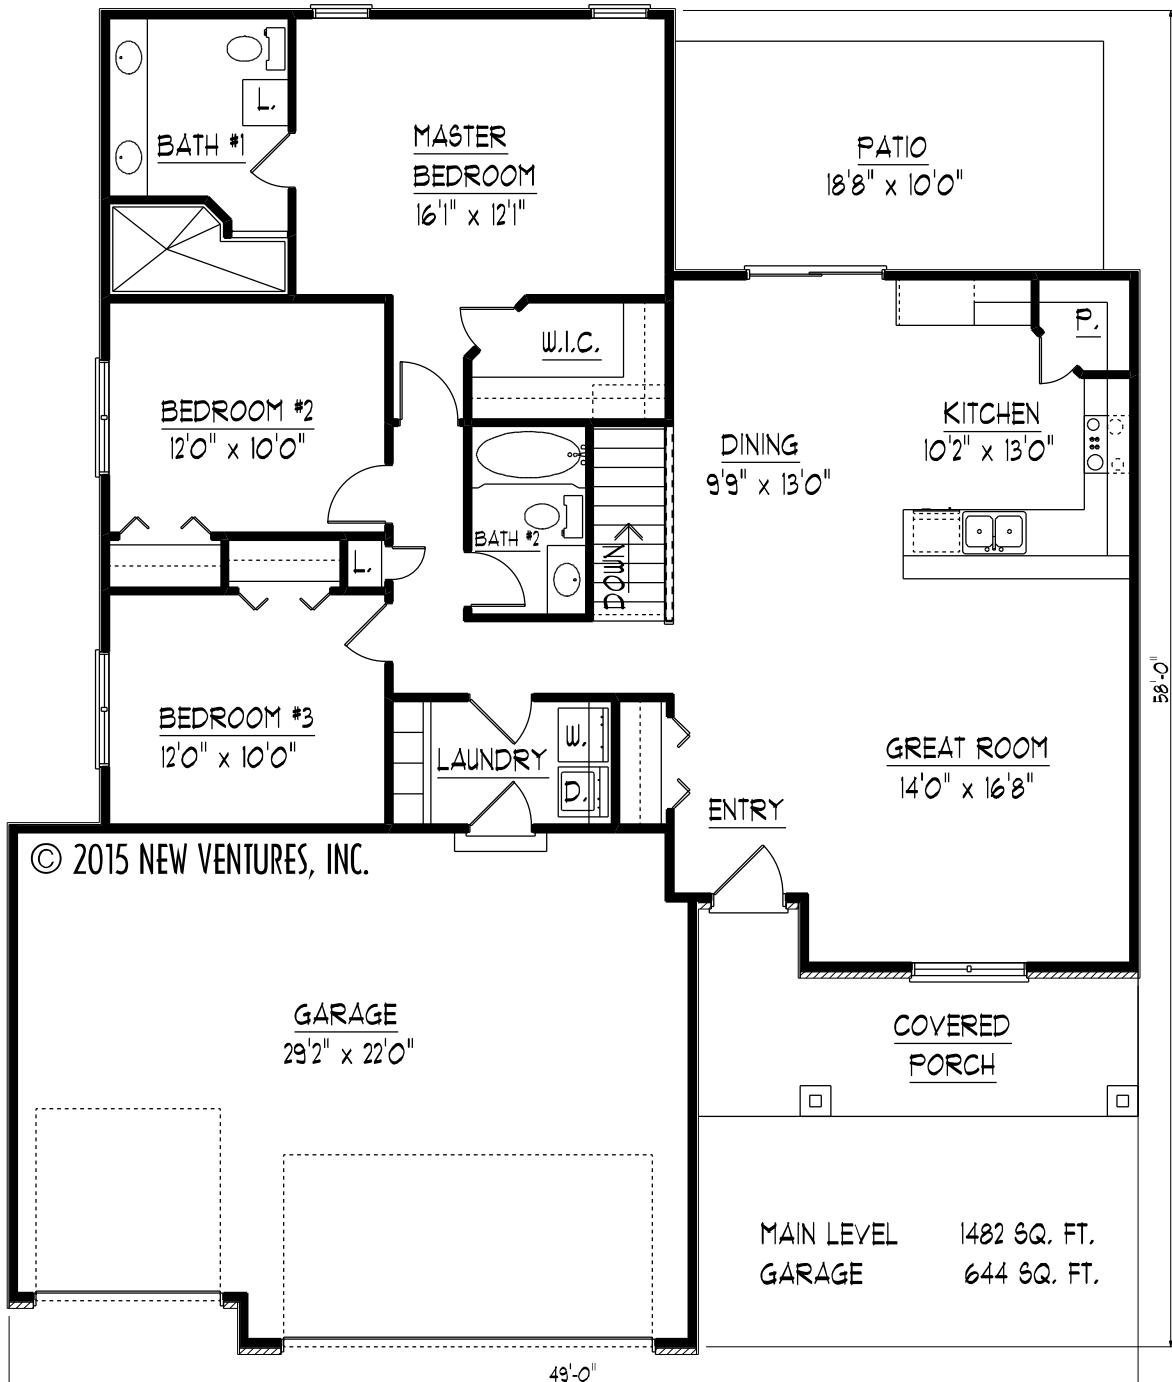 L.
BATH #1
MASTER
BEDROOM
16'1" x 12'1"
PATIO
18'8" x 10'0"
W.I.C.
P.
BEDROOM #2
12'0" x 10'0"
KITCHEN
10'2" x 13'0"
DINING
9'9" x 13'0"
BATH #2
L.
DOWN
58'-0"
BEDROOM #3
12'0" x 10'0"
W.
LAUNDRY
D.
GREAT ROOM
14'0" x 16'8"
ENTRY
© 2015 NEW VENTURES, INC.
GARAGE
29'2" x 22'0"
COVERED
PORCH
MAIN LEVEL 1482 SQ. FT.
GARAGE 644 SQ. FT.
49'-0"